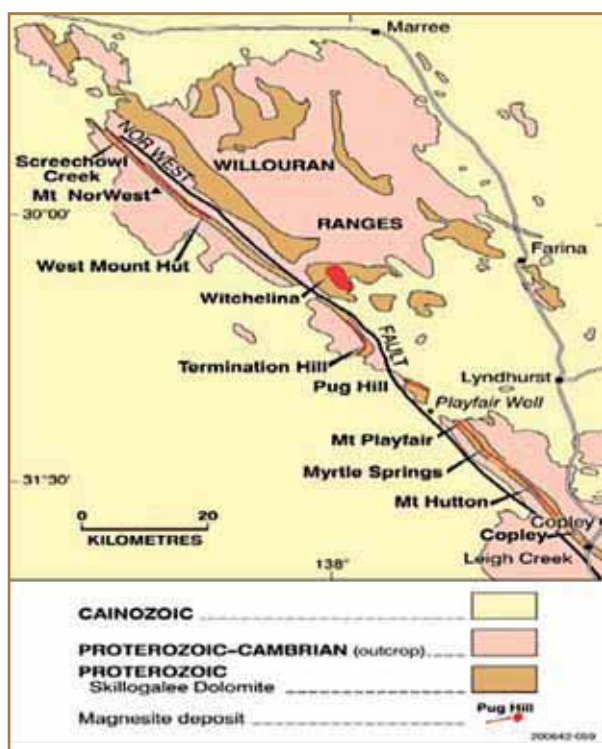 Marree
NOR WEST
Screechowl
Creek
WILLOURAN
Mt NorWest
30°00'
RANGES
West Mount Hut
Farina
Witchelina
FAULT
Termination Hill
Lyndhurst
Pug Hill
Playfair Well
Mt Playfair
31°30'
Myrtle Springs
Mt Hutton
0 20
KILOMETRES
Copley
Copley
Leigh Creek
138°
CAINOZOIC
PROTEROZOIC–CAMBRIAN (outcrop)
PROTEROZOIC
Skillogalee Dolomite
Pug Hill
Magnesite deposit
200642-059